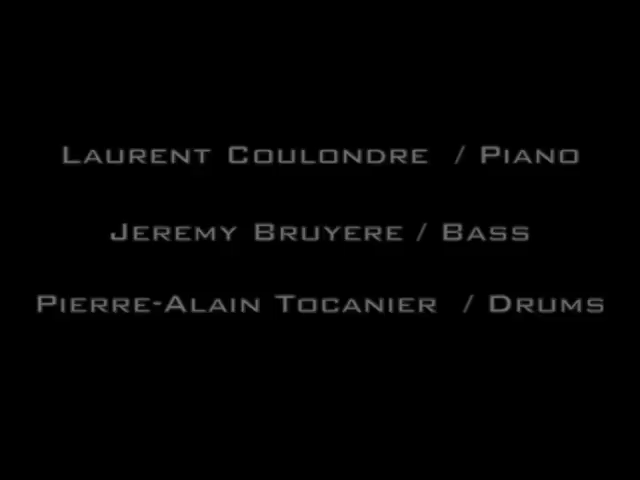 Laurent Coulondre / Piano
Jeremy Bruyere / Bass
Pierre-Alain Tocanier / Drums